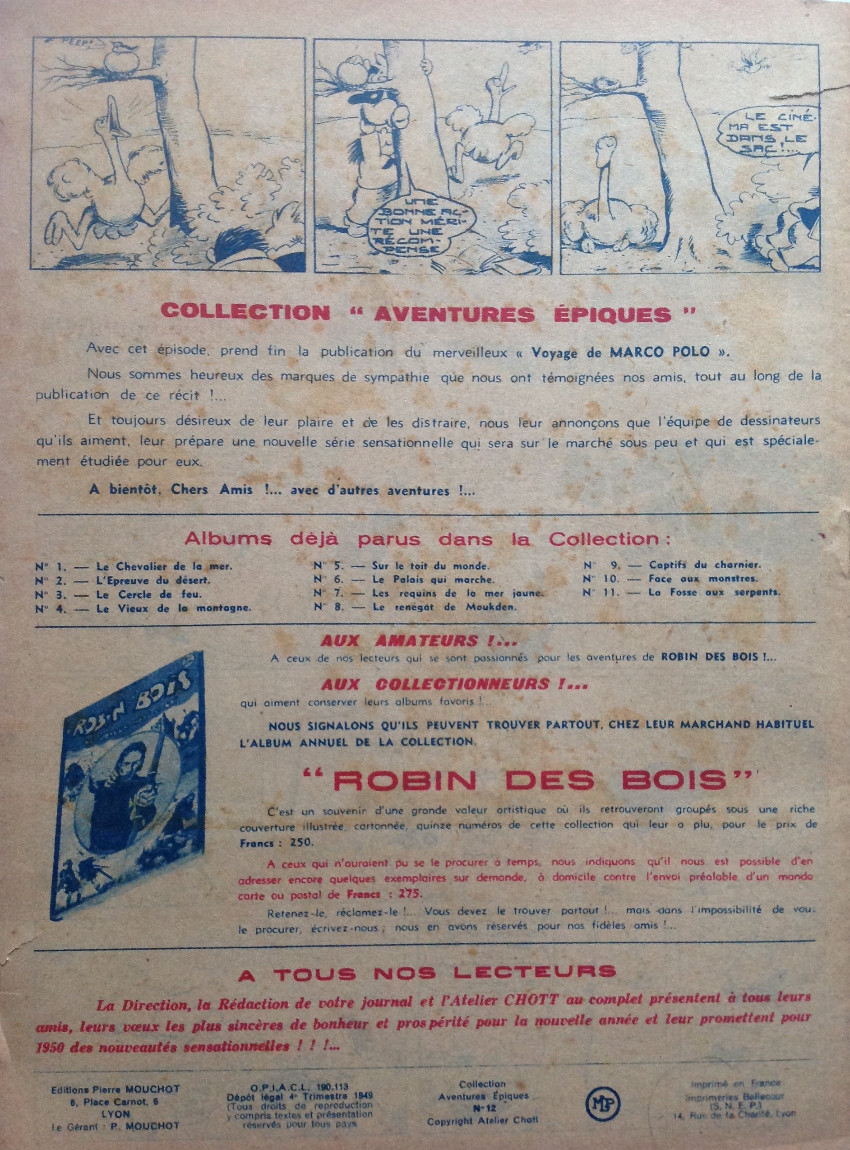 UNE
BONNE AC-
TION MÉRI-
TE UNE
RÉCOM-
PENSE
LE CINÉ-
MA EST
DANS LE
SAC !...
COLLECTION “ AVENTURES ÉPIQUES ”
Avec cet épisode, prend fin la publication du merveilleux « Voyage de MARCO POLO ».
Nous sommes heureux des marques de sympathie que nous ont témoignées nos amis, tout au long de la
publication de ce récit !...
Et toujours désireux de leur plaire et de les distraire, nous leur annonçons que l'équipe de dessinateurs
qu'ils aiment, leur prépare une nouvelle série sensationnelle qui sera sur le marché sous peu et qui est spéciale-
ment étudiée pour eux.
A bientôt, Chers Amis !... avec d'autres aventures !...
Albums déjà parus dans la Collection :
N° 1. — Le Chevalier de la mer.
N° 2. — L'Epreuve du désert.
N° 3. — Le Cercle de feu.
N° 4. — Le Vieux de la montagne.
N° 5. — Sur le toit du monde.
N° 6. — Le Palais qui marche.
N° 7. — Les requins de la mer jaune.
N° 8. — Le renégat de Moukden.
N° 9. — Captifs du charnier.
N° 10. — Face aux monstres.
N° 11. — La Fosse aux serpents.
AUX AMATEURS !...
A ceux de nos lecteurs qui se sont passionnés pour les aventures de ROBIN DES BOIS !...
AUX COLLECTIONNEURS !...
qui aiment conserver leurs albums favoris !
NOUS SIGNALONS QU'ILS PEUVENT TROUVER PARTOUT, CHEZ LEUR MARCHAND HABITUEL
L'ALBUM ANNUEL DE LA COLLECTION
ROBIN BOIS
“ROBIN DES BOIS”
C'est un souvenir d'une grande valeur artistique où ils retrouveront groupés sous une riche
couverture illustrée, cartonnée, quinze numéros de cette collection qui leur a plu, pour le prix de
Francs : 250.
A ceux qui n'auraient pu se le procurer à temps, nous indiquons qu'il nous est possible d'en
adresser encore quelques exemplaires sur demande, à domicile contre l'envoi préalable d'un mandat
carte ou postal de Francs : 275.
Retenez-le, réclamez-le !... Vous devez le trouver partout !... mais dans l'impossibilité de vous
le procurer, écrivez-nous ; nous en avons réservés pour nos fidèles amis !...
A TOUS NOS LECTEURS
La Direction, la Rédaction de votre journal et l'Atelier CHOTT au complet présentent à tous leurs
amis, leurs vœux les plus sincères de bonheur et prospérité pour la nouvelle année et leur promettent pour
1950 des nouveautés sensationnelles ! ! !...
Editions Pierre MOUCHOT
6, Place Carnot, 6
LYON
Le Gérant : P. MOUCHOT
O.P.I.A.C.L. 190.113
Dépôt légal 4e Trimestre 1949
(Tous droits de reproduction
y compris textes et présentation
réservés pour tous pays
Collection
Aventures Épiques
N° 12
Copyright Atelier Chott
MP
Imprimé en France
Imprimeries Bellecour
(S. N. E. P.)
14, Rue de la Charité, Lyon